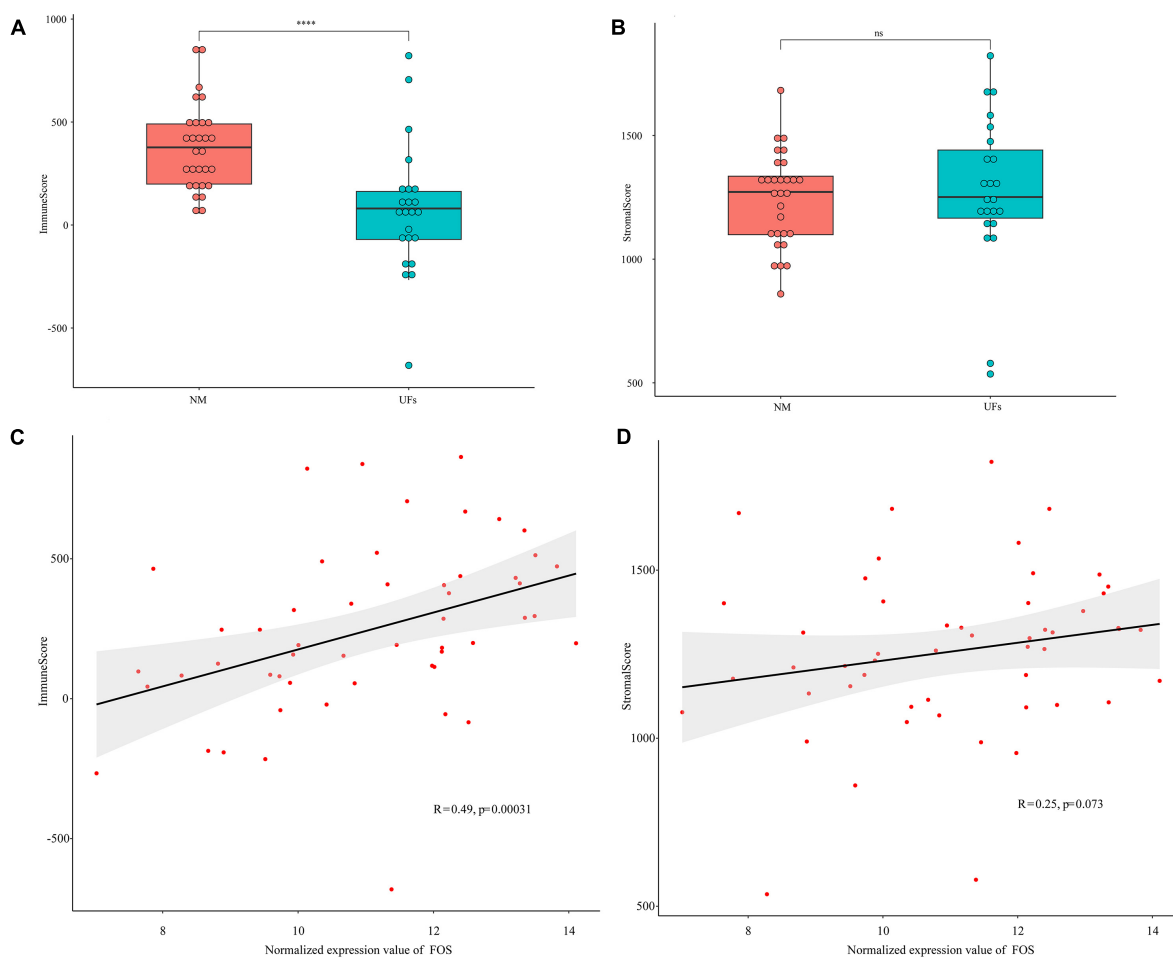 A
1000
500
0
-500
ImmuneScore
****
NM
UFs
B
1500
1000
500
StromalScore
ns
NM
UFs
C
500
0
-500
ImmuneScore
R=0.49, p=0.00031
8
10
12
14
Normalized expression value of FOS
D
1500
1000
500
StromalScore
R=0.25, p=0.073
8
10
12
14
Normalized expression value of FOS